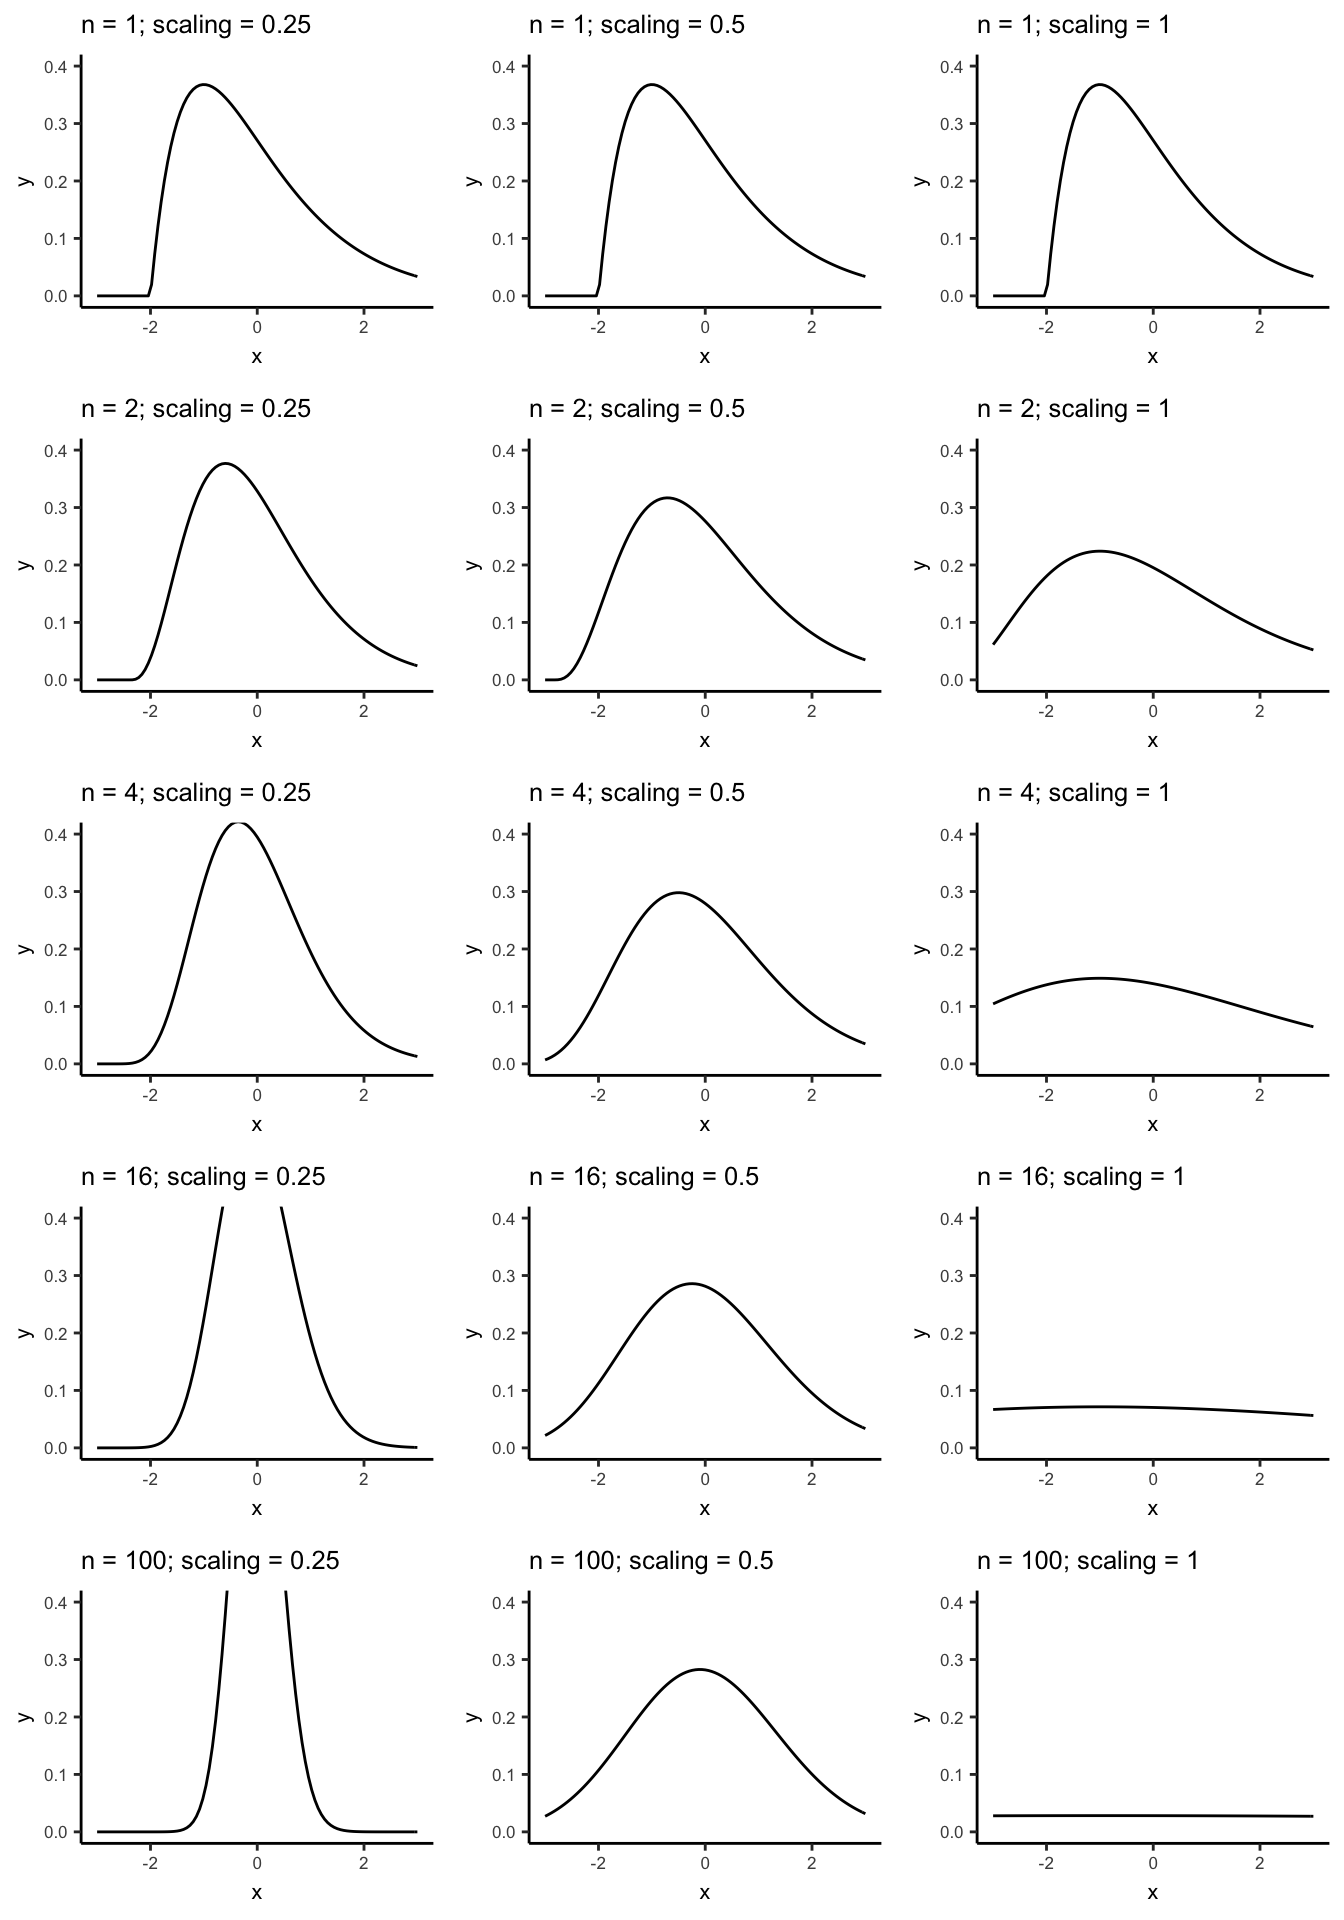 n = 1; scaling = 0.25
n = 1; scaling = 0.5
n = 1; scaling = 1
0.4
0.3
0.2
0.1
0.0
y
-2 0 2
x
0.4
0.3
0.2
0.1
0.0
y
-2 0 2
x
0.4
0.3
0.2
0.1
0.0
y
-2 0 2
x
n = 2; scaling = 0.25
n = 2; scaling = 0.5
n = 2; scaling = 1
0.4
0.3
0.2
0.1
0.0
y
-2 0 2
x
0.4
0.3
0.2
0.1
0.0
y
-2 0 2
x
0.4
0.3
0.2
0.1
0.0
y
-2 0 2
x
n = 4; scaling = 0.25
n = 4; scaling = 0.5
n = 4; scaling = 1
0.4
0.3
0.2
0.1
0.0
y
-2 0 2
x
0.4
0.3
0.2
0.1
0.0
y
-2 0 2
x
0.4
0.3
0.2
0.1
0.0
y
-2 0 2
x
n = 16; scaling = 0.25
n = 16; scaling = 0.5
n = 16; scaling = 1
0.4
0.3
0.2
0.1
0.0
y
-2 0 2
x
0.4
0.3
0.2
0.1
0.0
y
-2 0 2
x
0.4
0.3
0.2
0.1
0.0
y
-2 0 2
x
n = 100; scaling = 0.25
n = 100; scaling = 0.5
n = 100; scaling = 1
0.4
0.3
0.2
0.1
0.0
y
-2 0 2
x
0.4
0.3
0.2
0.1
0.0
y
-2 0 2
x
0.4
0.3
0.2
0.1
0.0
y
-2 0 2
x